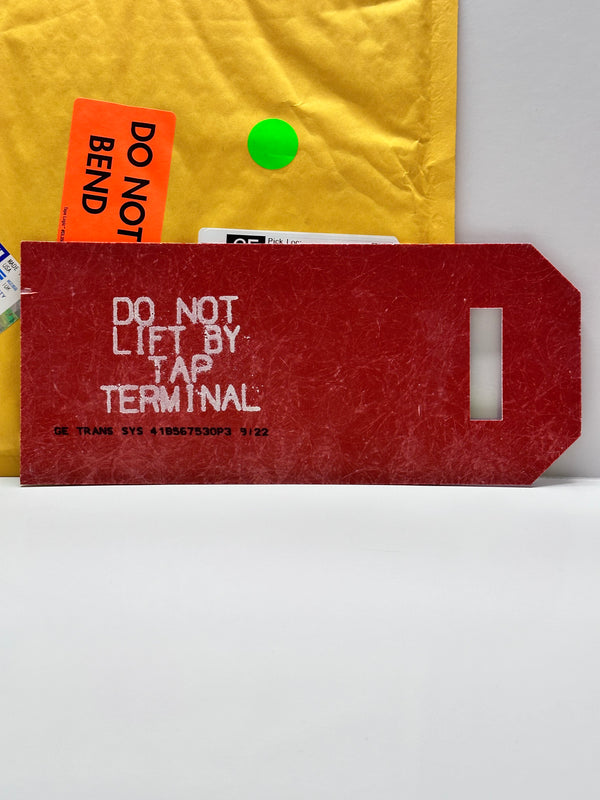 DO NOT
BEND
Pick Loc:
DO NOT
LIFT BY
TAP
TERMINAL
GE TRANS SYS 41B567530P3 9/22